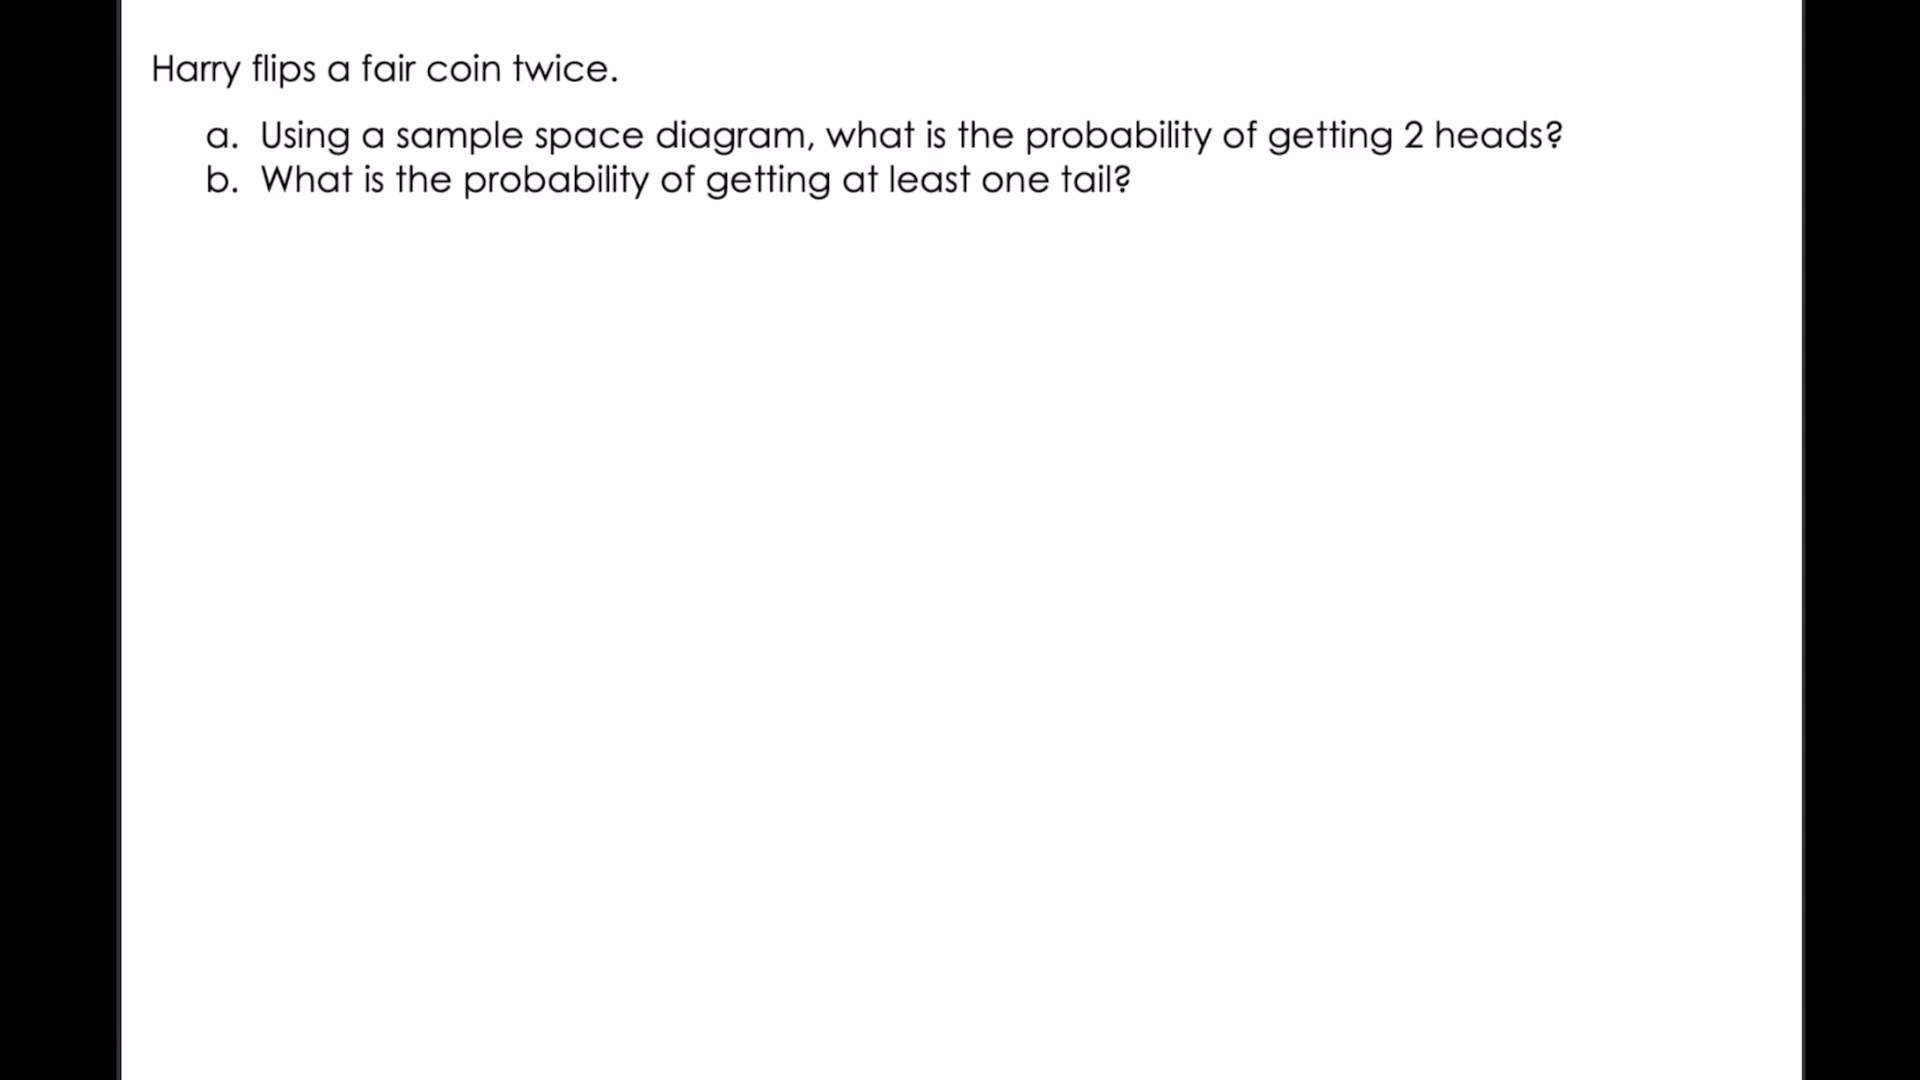 Harry flips a fair coin twice.
a. Using a sample space diagram, what is the probability of getting 2 heads?
b. What is the probability of getting at least one tail?